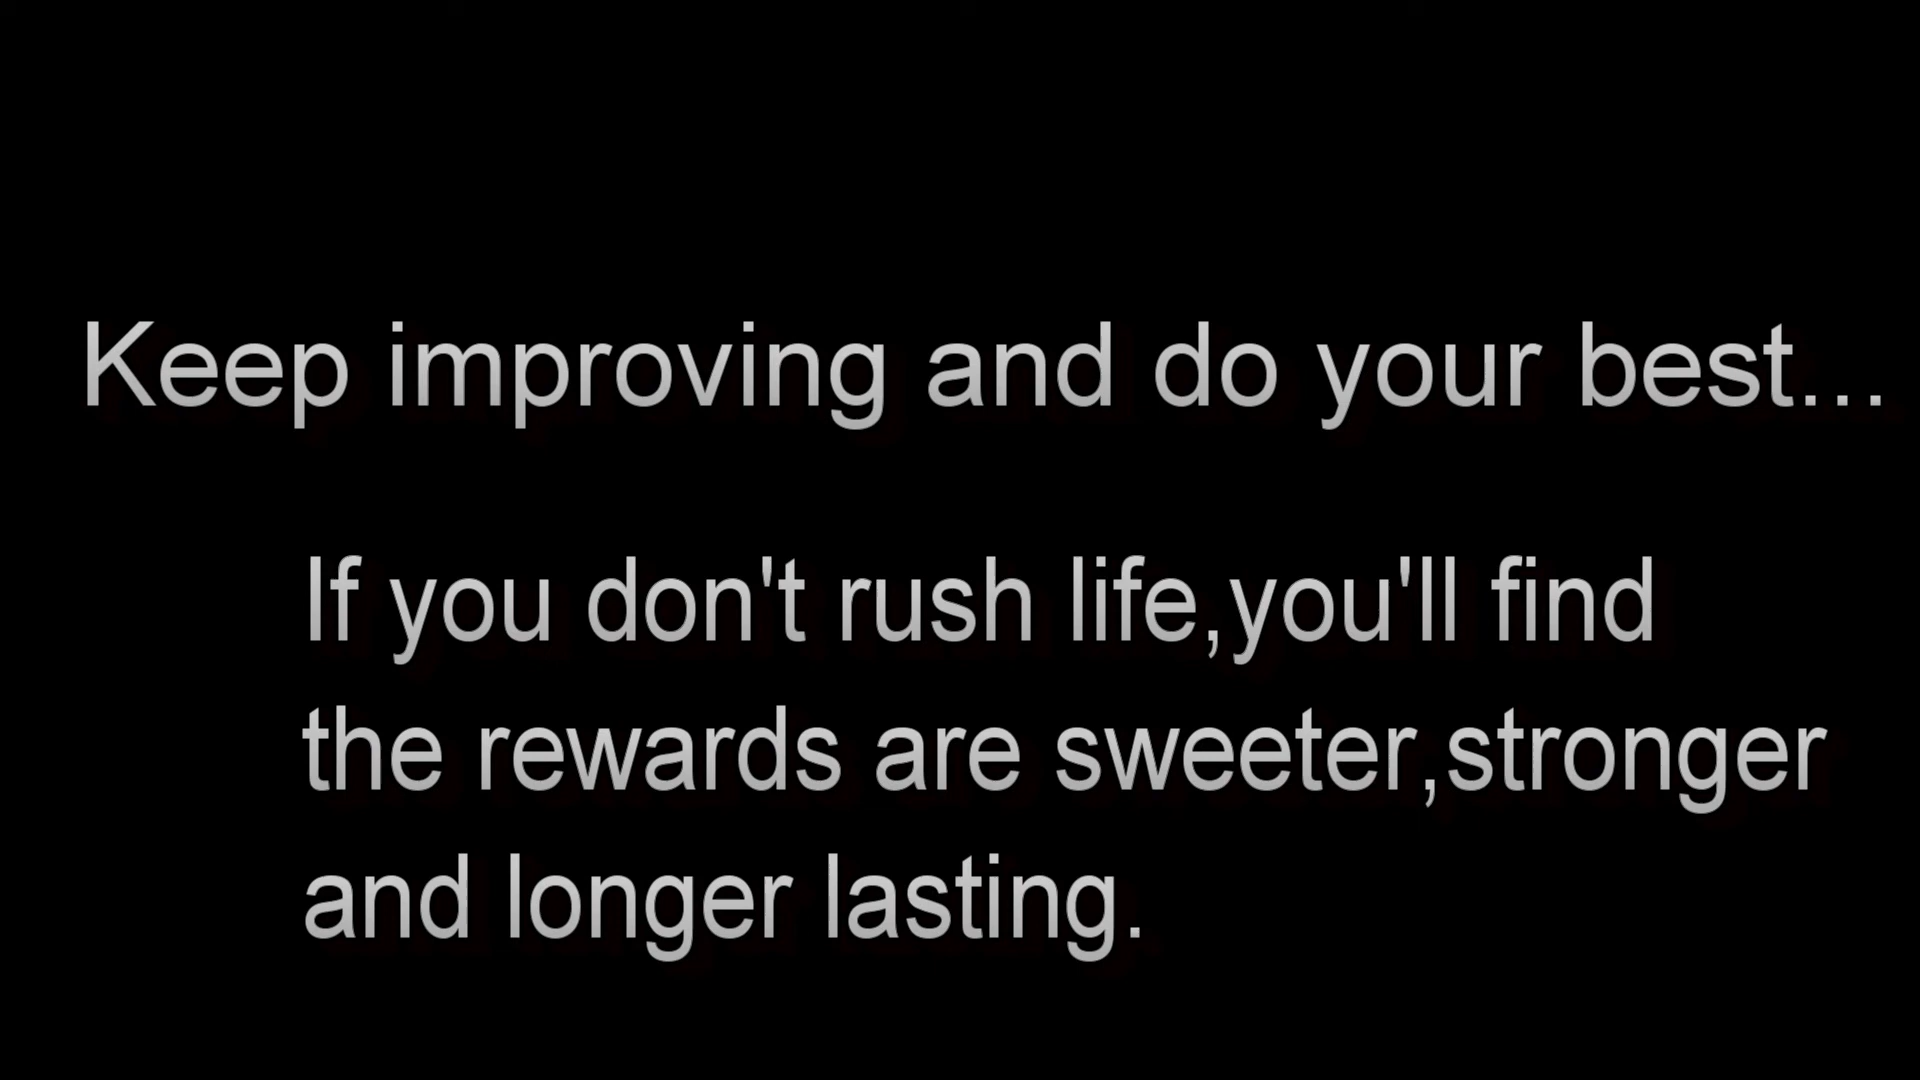 Keep improving and do your best...
If you don't rush life,you'll find
the rewards are sweeter,stronger
and longer lasting.